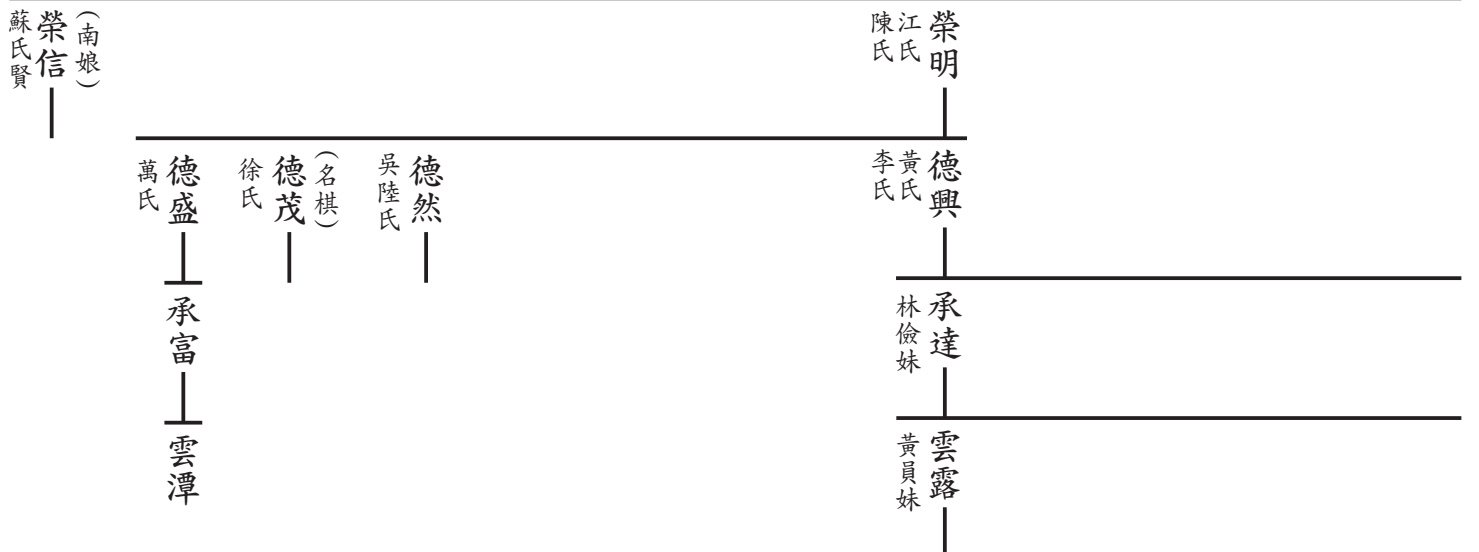 榮明
江氏
陳氏
(南娘)
榮信
蘇氏賢
德興
黃氏
李氏
德然
吳陸氏
(名棋)
德茂
徐氏
德盛
萬氏
承達
林儉妹
承富
雲露
黃員妹
雲潭